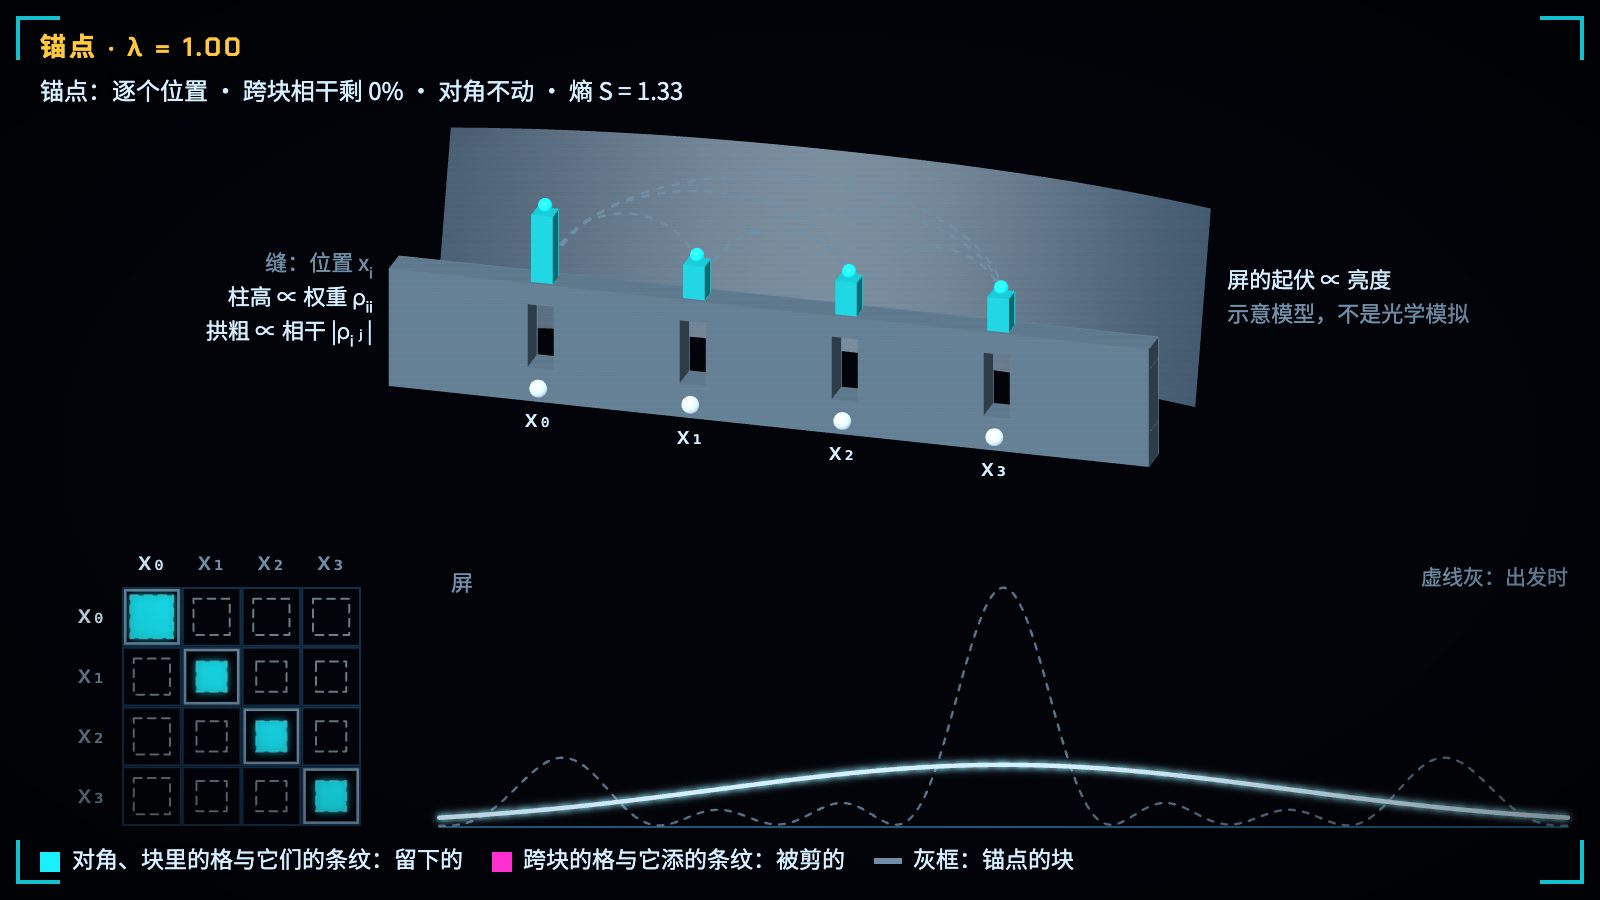 锚点 · λ = 1.00
锚点：逐个位置 · 跨块相干剩 0% · 对角不动 · 熵 S = 1.33
缝：位置 xᵢ
柱高 ∝ 权重 ρᵢᵢ
拱粗 ∝ 相干 |ρᵢⱼ|
屏的起伏 ∝ 亮度
示意模型，不是光学模拟
X₀
X₁
X₂
X₃
X₀ X₁ X₂ X₃
X₀
X₁
X₂
X₃
屏
虚线灰：出发时
对角、块里的格与它们的条纹：留下的
跨块的格与它添的条纹：被剪的
灰框：锚点的块